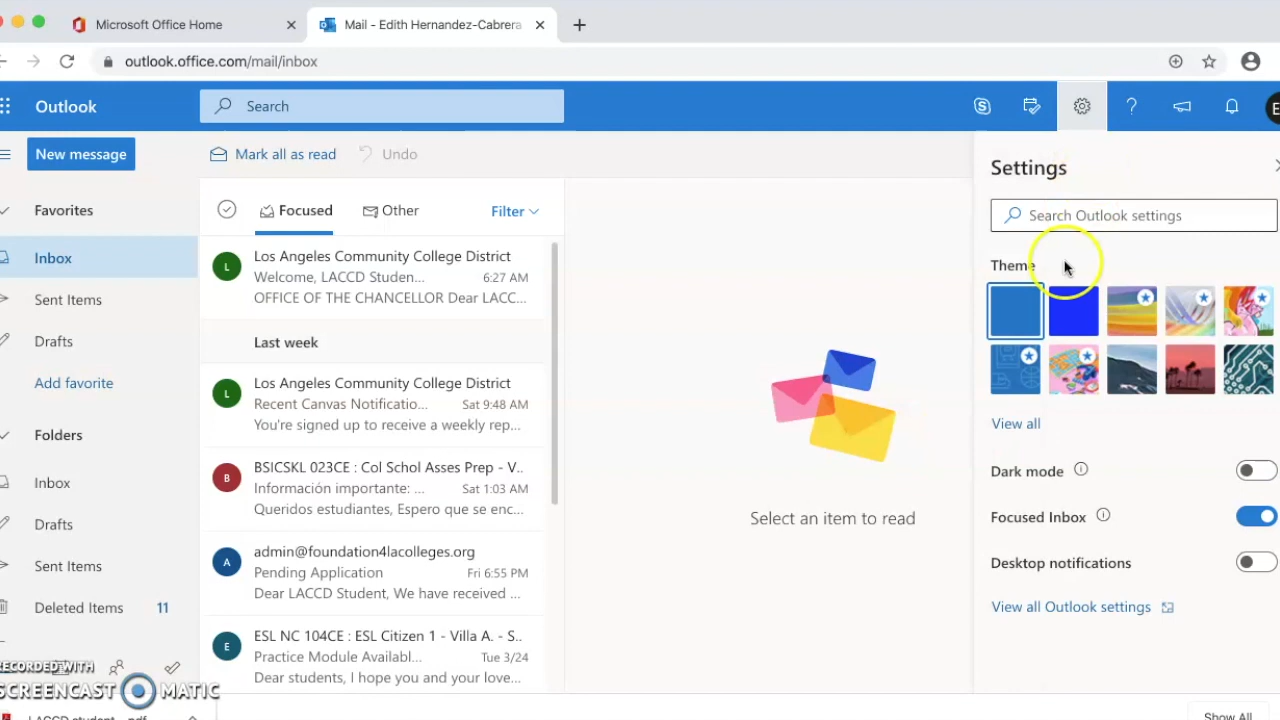 Microsoft Office Home
Mail - Edith Hernandez-Cabrera
outlook.office.com/mail/inbox
Outlook
Search
E
New message
Mark all as read
Undo
Favorites
Inbox
Sent Items
Drafts
Add favorite
Folders
Inbox
Drafts
Sent Items
Deleted Items 11
Focused
Other
Filter
L
Los Angeles Community College District
Welcome, LACCD Studen... 6:27 AM
OFFICE OF THE CHANCELLOR Dear LACC...
Last week
L
Los Angeles Community College District
Recent Canvas Notificatio... Sat 9:48 AM
You're signed up to receive a weekly rep...
B
BSICSKL 023CE : Col Schol Asses Prep - V..
Información importante: ... Sat 1:03 AM
Queridos estudiantes, Espero que se enc...
A
admin@foundation4lacolleges.org
Pending Application Fri 6:55 PM
Dear LACCD Student, We have received ...
E
ESL NC 104CE : ESL Citizen 1 - Villa A. - S..
Practice Module Availabl... Tue 3/24
Dear students, I hope you and your love...
Select an item to read
Settings
Search Outlook settings
Theme
View all
Dark mode
Focused Inbox
Desktop notifications
View all Outlook settings
RECORDED WITH
SCREENCAST MATIC
LACCD student pdf
Show All